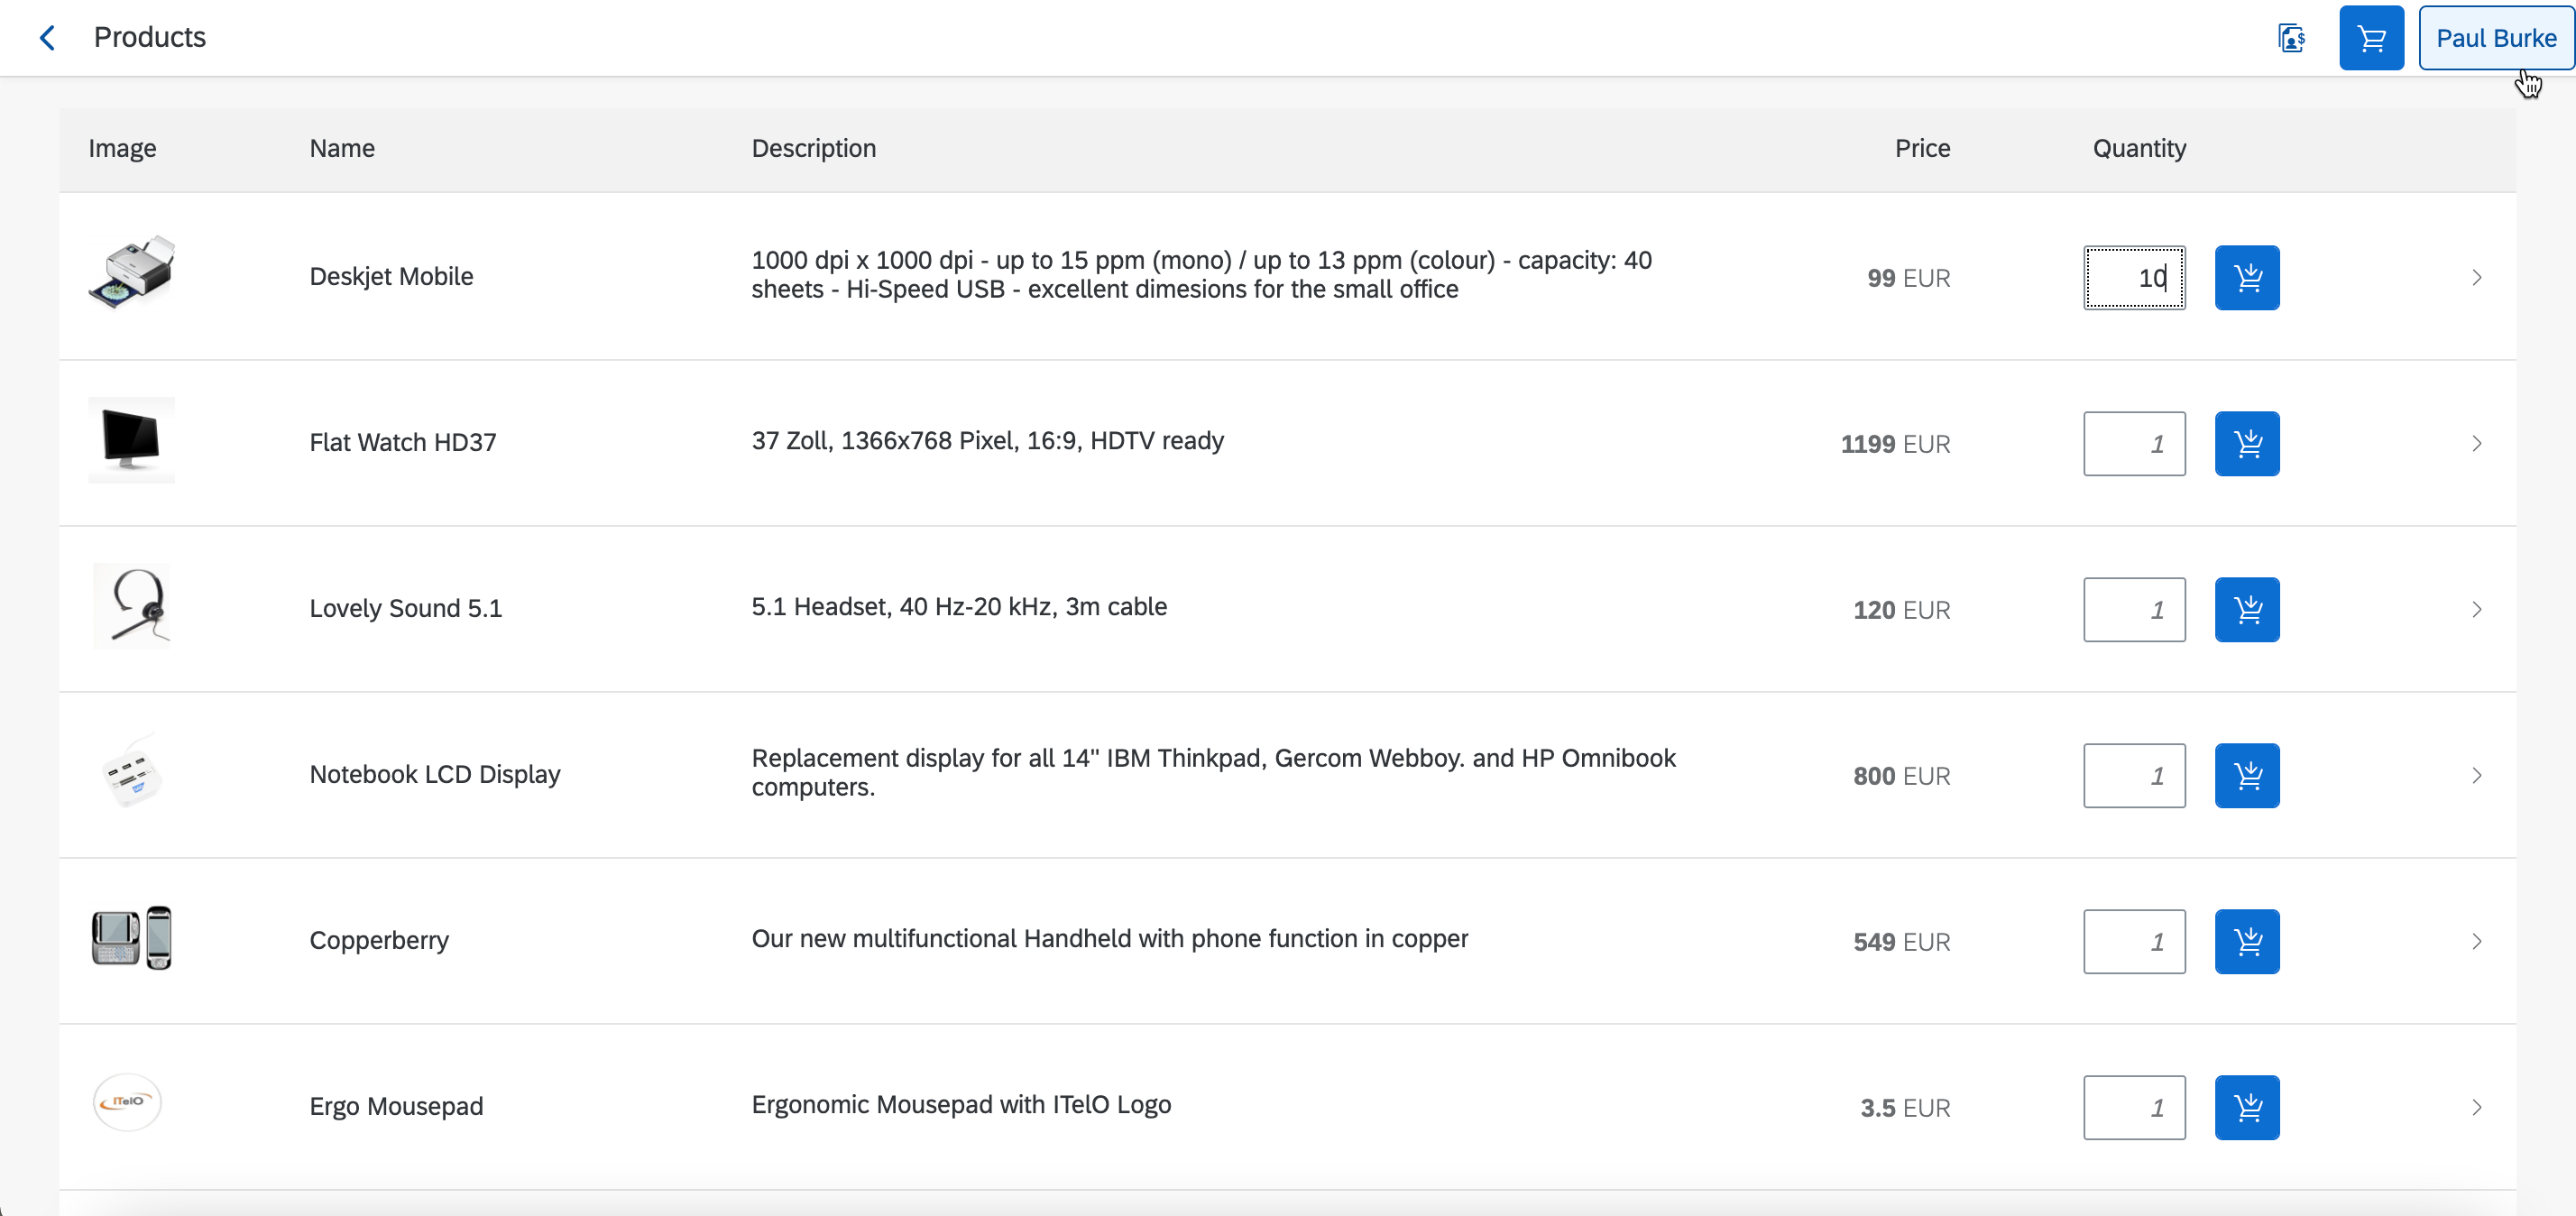 Products
Paul Burke
Image Name Description Price Quantity
Deskjet Mobile
1000 dpi x 1000 dpi - up to 15 ppm (mono) / up to 13 ppm (colour) - capacity: 40
sheets - Hi-Speed USB - excellent dimesions for the small office
99 EUR
10
Flat Watch HD37
37 Zoll, 1366x768 Pixel, 16:9, HDTV ready
1199 EUR
1
Lovely Sound 5.1
5.1 Headset, 40 Hz-20 kHz, 3m cable
120 EUR
1
Notebook LCD Display
Replacement display for all 14" IBM Thinkpad, Gercom Webboy. and HP Omnibook
computers.
800 EUR
1
Copperberry
Our new multifunctional Handheld with phone function in copper
549 EUR
1
ITelO
Ergo Mousepad
Ergonomic Mousepad with ITelO Logo
3.5 EUR
1